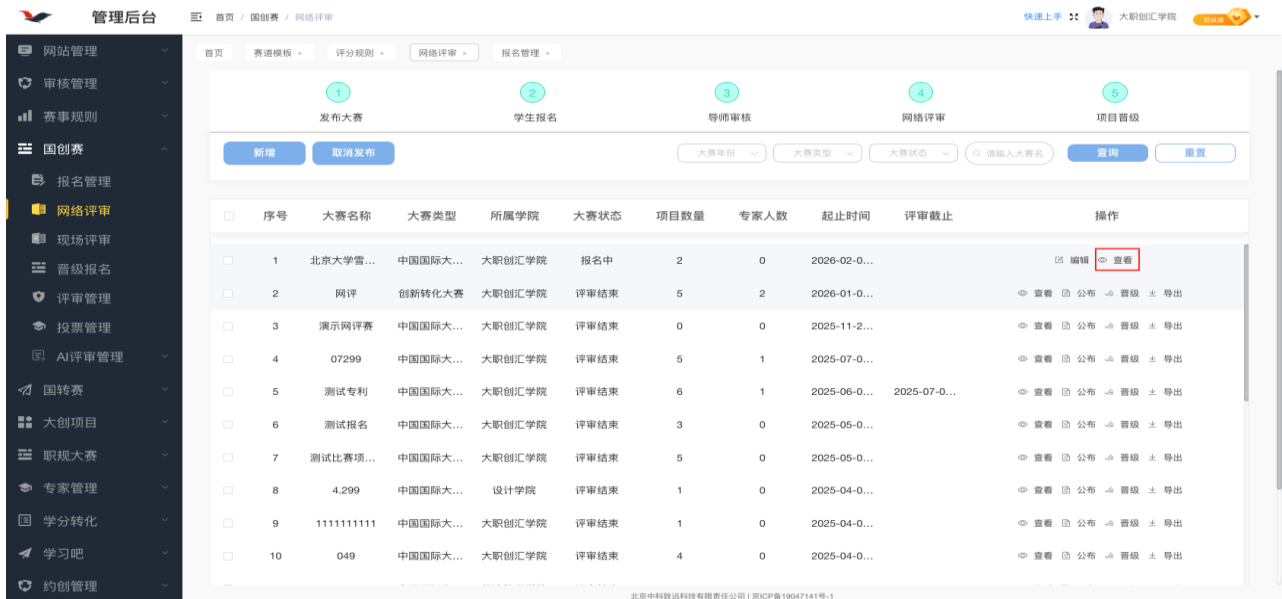 管理后台 首页 / 国创赛 / 网络评审 快速上手 大职创汇学院
网站管理
审核管理
赛事规则
国创赛
报名管理
网络评审
现场评审
晋级报名
评审管理
投票管理
AI评审管理
国转赛
大创项目
职规大赛
专家管理
学分转化
学习吧
约创管理
首页 赛道模板 × 评分规则 × 网络评审 × 报名管理 ×
1 2 3 4 5
发布大赛 学生报名 导师审核 网络评审 项目晋级
新增 取消发布 大赛年份 大赛类型 大赛状态 请输入大赛名 查询 重置
序号 大赛名称 大赛类型 所属学院 大赛状态 项目数量 专家人数 起止时间 评审截止 操作
1 北京大学雪... 中国国际大... 大职创汇学院 报名中 2 0 2026-02-0... 编辑 查看
2 网评 创新转化大赛 大职创汇学院 评审结束 5 2 2026-01-0... 查看 公布 晋级 导出
3 演示网评赛 中国国际大... 大职创汇学院 评审结束 0 0 2025-11-2... 查看 公布 晋级 导出
4 07299 中国国际大... 大职创汇学院 评审结束 5 1 2025-07-0... 查看 公布 晋级 导出
5 测试专利 中国国际大... 大职创汇学院 评审结束 6 1 2025-06-0... 2025-07-0... 查看 公布 晋级 导出
6 测试报名 中国国际大... 大职创汇学院 评审结束 3 0 2025-05-0... 查看 公布 晋级 导出
7 测试比赛项... 中国国际大... 大职创汇学院 评审结束 5 0 2025-05-0... 查看 公布 晋级 导出
8 4.299 中国国际大... 设计学院 评审结束 1 0 2025-04-0... 查看 公布 晋级 导出
9 1111111111 中国国际大... 大职创汇学院 评审结束 1 0 2025-04-0... 查看 公布 晋级 导出
10 049 中国国际大... 大职创汇学院 评审结束 4 0 2025-04-0... 查看 公布 晋级 导出
北京中科致远科技有限责任公司 | 京ICP备19047141号-1